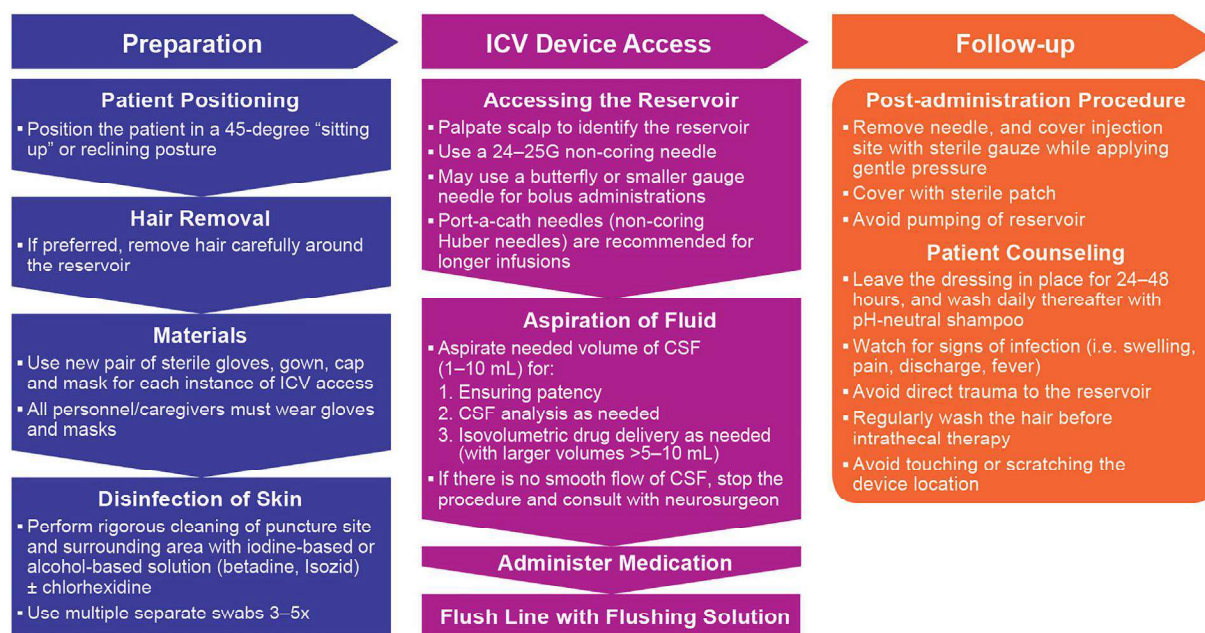 Preparation
Patient Positioning
▪ Position the patient in a 45-degree “sitting
up” or reclining posture
Hair Removal
▪ If preferred, remove hair carefully around
the reservoir
Materials
▪ Use new pair of sterile gloves, gown, cap
and mask for each instance of ICV access
▪ All personnel/caregivers must wear gloves
and masks
Disinfection of Skin
▪ Perform rigorous cleaning of puncture site
and surrounding area with iodine-based or
alcohol-based solution (betadine, Isozid)
± chlorhexidine
▪ Use multiple separate swabs 3–5x
ICV Device Access
Accessing the Reservoir
▪ Palpate scalp to identify the reservoir
▪ Use a 24–25G non-coring needle
▪ May use a butterfly or smaller gauge
needle for bolus administrations
▪ Port-a-cath needles (non-coring
Huber needles) are recommended for
longer infusions
Aspiration of Fluid
▪ Aspirate needed volume of CSF
(1–10 mL) for:
1. Ensuring patency
2. CSF analysis as needed
3. Isovolumetric drug delivery as needed
(with larger volumes >5–10 mL)
▪ If there is no smooth flow of CSF, stop the
procedure and consult with neurosurgeon
Administer Medication
Flush Line with Flushing Solution
Follow-up
Post-administration Procedure
▪ Remove needle, and cover injection
site with sterile gauze while applying
gentle pressure
▪ Cover with sterile patch
▪ Avoid pumping of reservoir
Patient Counseling
▪ Leave the dressing in place for 24–48
hours, and wash daily thereafter with
pH-neutral shampoo
▪ Watch for signs of infection (i.e. swelling,
pain, discharge, fever)
▪ Avoid direct trauma to the reservoir
▪ Regularly wash the hair before
intrathecal therapy
▪ Avoid touching or scratching the
device location